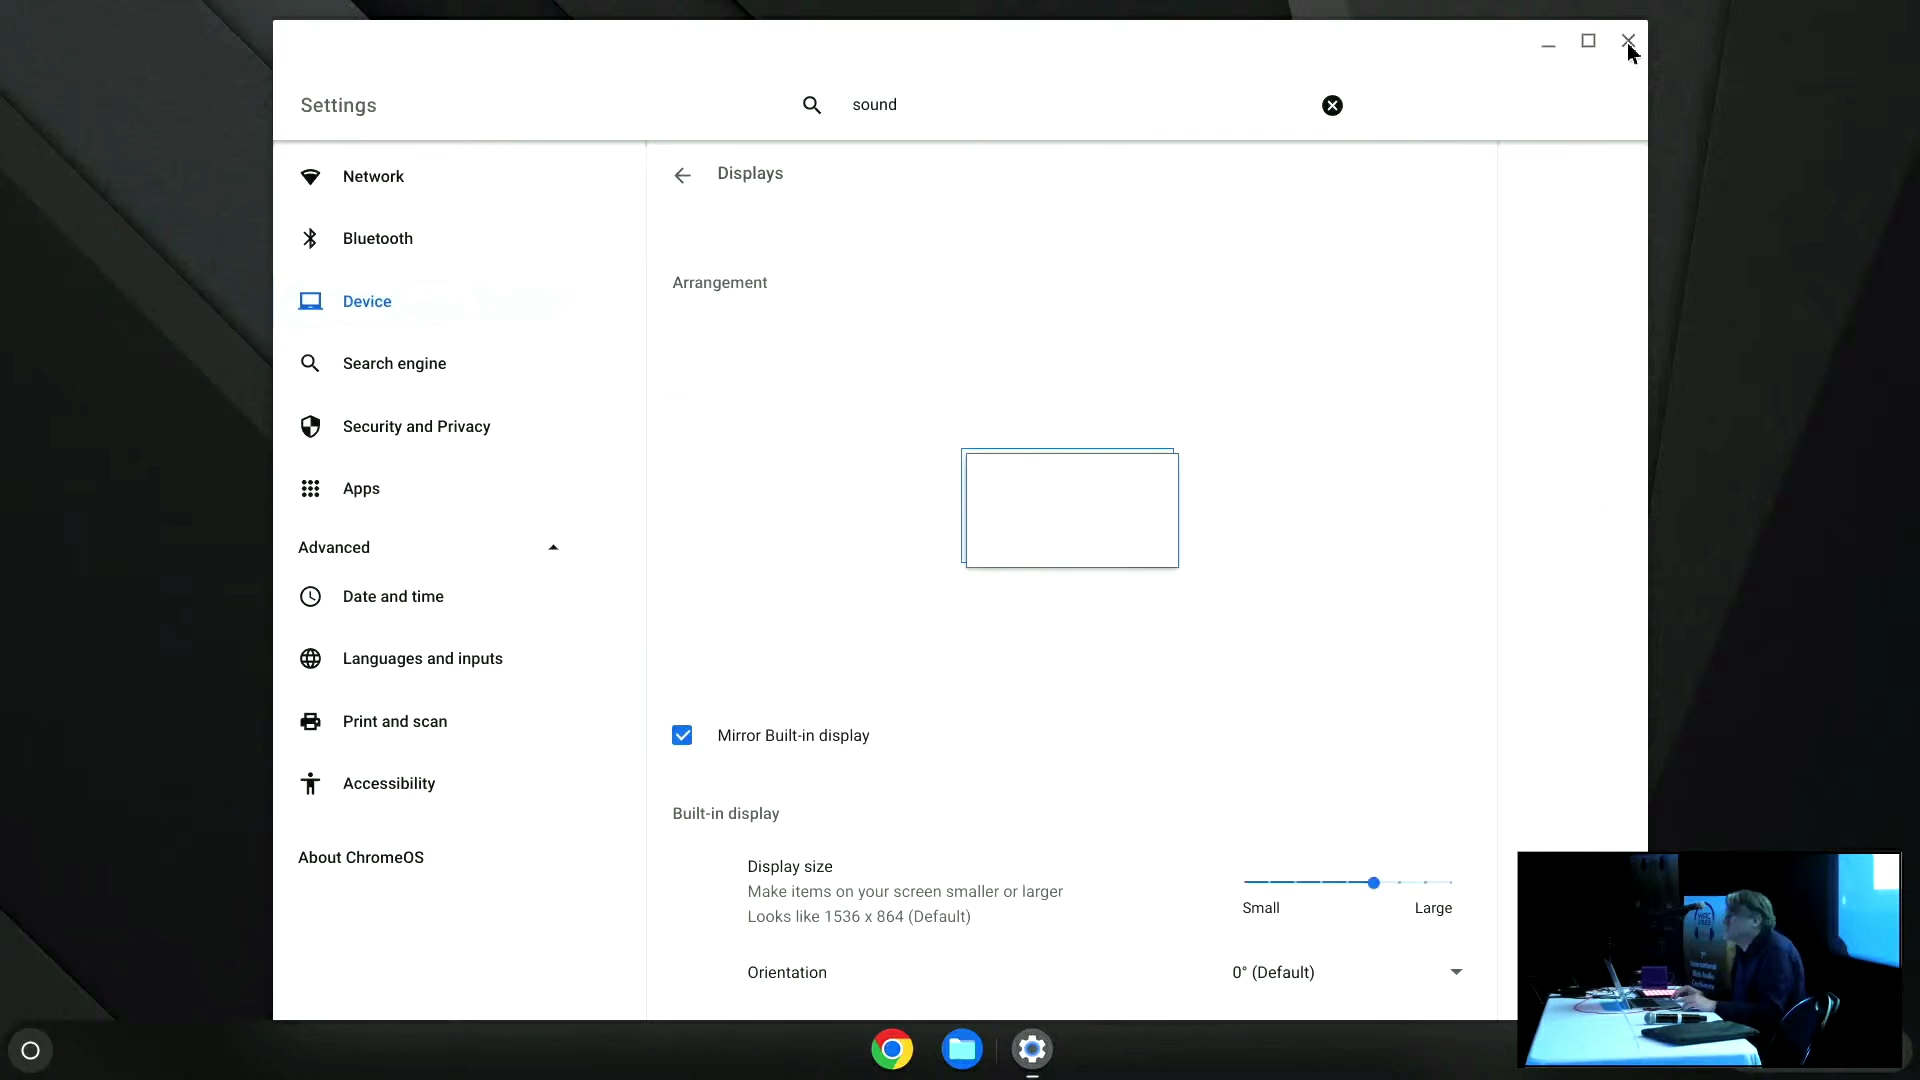 Settings
sound
Network
Bluetooth
Device
Search engine
Security and Privacy
Apps
Advanced
Date and time
Languages and inputs
Print and scan
Accessibility
About ChromeOS
Displays
Arrangement
Mirror Built-in display
Built-in display
Display size
Make items on your screen smaller or larger
Looks like 1536 x 864 (Default)
Small
Large
Orientation
0° (Default)